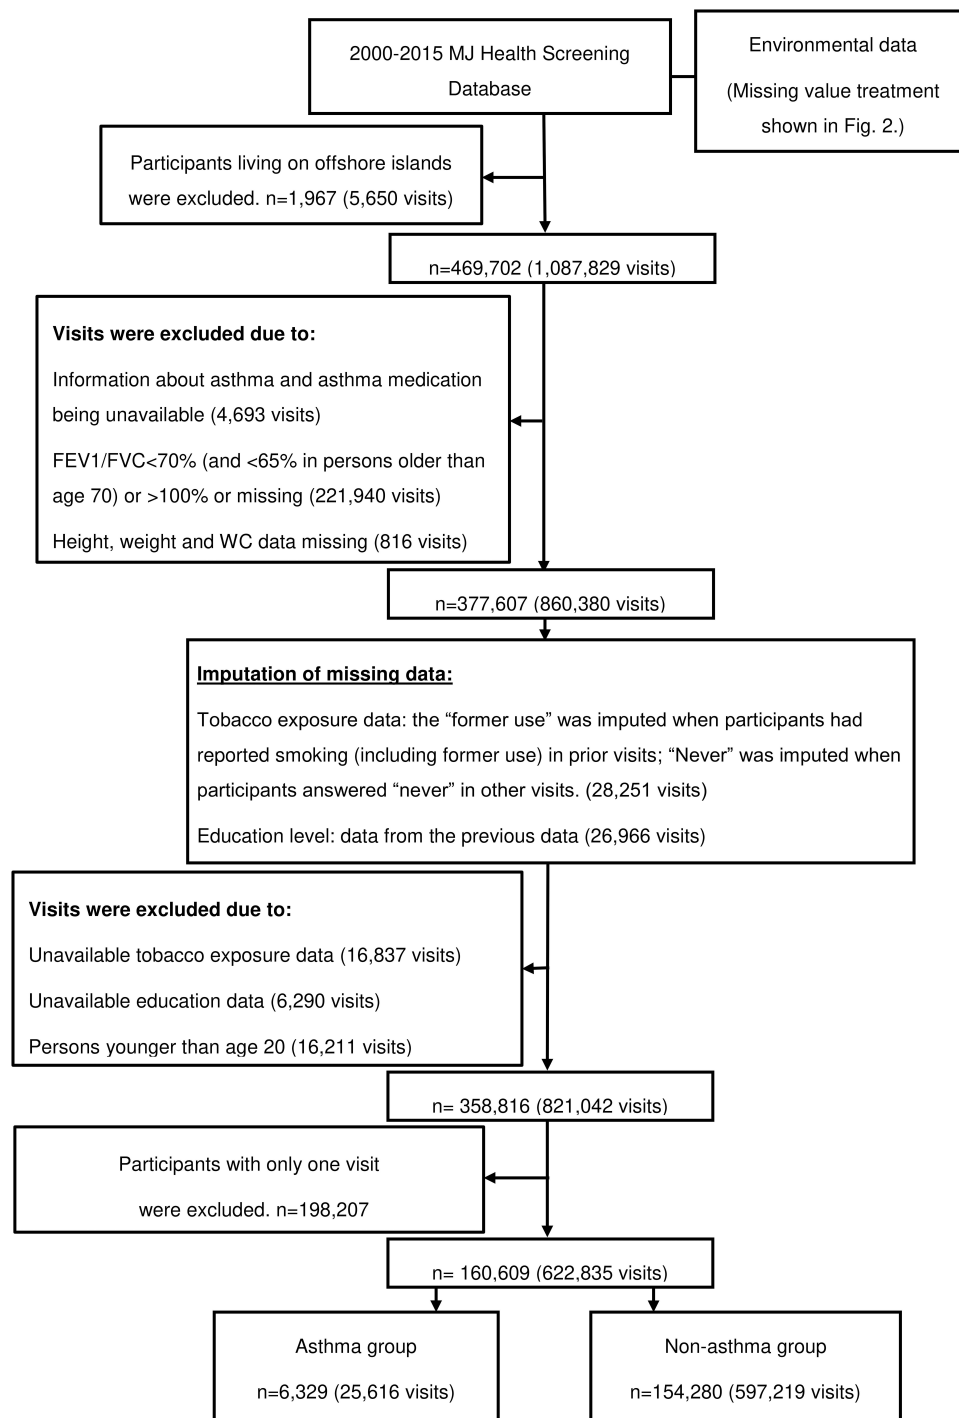 2000-2015 MJ Health Screening
Database
Environmental data
(Missing value treatment
shown in Fig. 2.)
Participants living on offshore islands
were excluded. n=1,967 (5,650 visits)
n=469,702 (1,087,829 visits)
Visits were excluded due to:
Information about asthma and asthma medication
being unavailable (4,693 visits)
FEV1/FVC<70% (and <65% in persons older than
age 70) or >100% or missing (221,940 visits)
Height, weight and WC data missing (816 visits)
n=377,607 (860,380 visits)
Imputation of missing data:
Tobacco exposure data: the “former use” was imputed when participants had
reported smoking (including former use) in prior visits; “Never” was imputed when
participants answered “never” in other visits. (28,251 visits)
Education level: data from the previous data (26,966 visits)
Visits were excluded due to:
Unavailable tobacco exposure data (16,837 visits)
Unavailable education data (6,290 visits)
Persons younger than age 20 (16,211 visits)
n= 358,816 (821,042 visits)
Participants with only one visit
were excluded. n=198,207
n= 160,609 (622,835 visits)
Asthma group
n=6,329 (25,616 visits)
Non-asthma group
n=154,280 (597,219 visits)